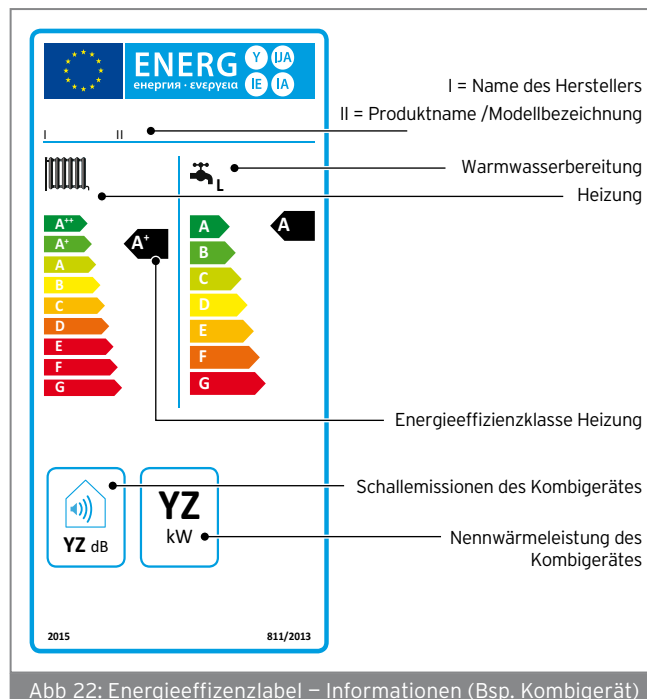 ENERG
енергия · ενεργεια
Y IJA
IE IA
I II
I = Name des Herstellers
II = Produktname /Modellbezeichnung
Warmwasserbereitung
Heizung
L
A++
A+
A
B
C
D
E
F
G
A+
A
B
C
D
E
F
G
A
Energieeffizienzklasse Heizung
Schallemissionen des Kombigerätes
YZ dB
YZ
kW
Nennwärmeleistung des
Kombigerätes
2015 811/2013
Abb 22: Energieeffizenzlabel – Informationen (Bsp. Kombigerät)